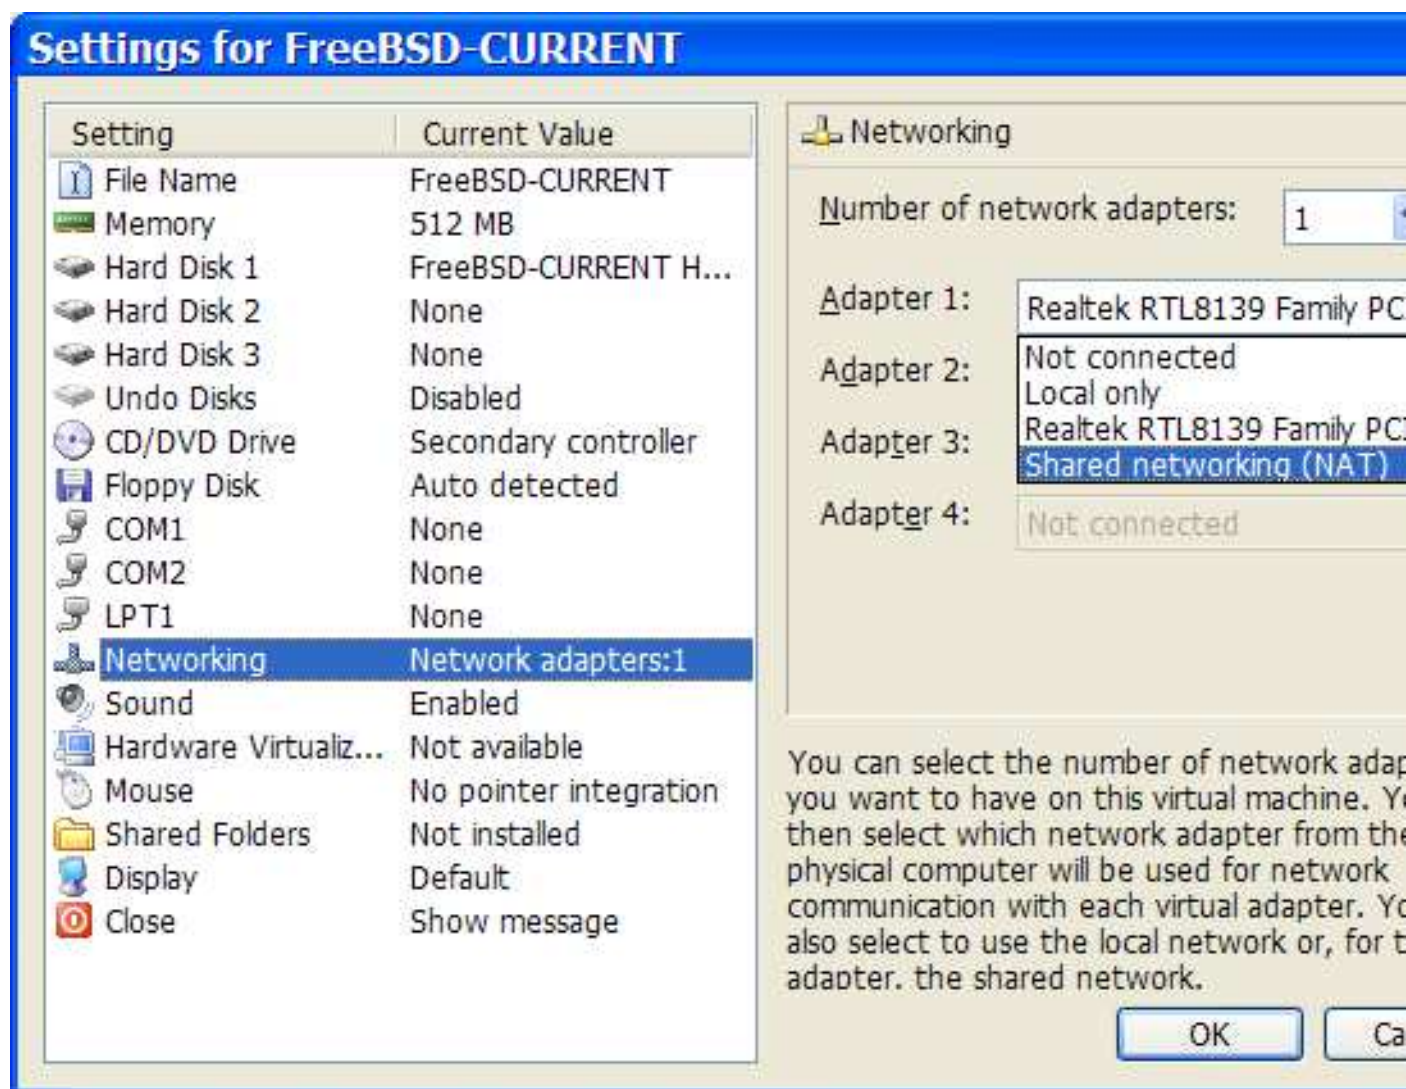 Settings for FreeBSD-CURRENT
Setting Current Value
File Name FreeBSD-CURRENT
Memory 512 MB
Hard Disk 1 FreeBSD-CURRENT H...
Hard Disk 2 None
Hard Disk 3 None
Undo Disks Disabled
CD/DVD Drive Secondary controller
Floppy Disk Auto detected
COM1 None
COM2 None
LPT1 None
Networking Network adapters:1
Sound Enabled
Hardware Virtualiz... Not available
Mouse No pointer integration
Shared Folders Not installed
Display Default
Close Show message
Networking
Number of network adapters: 1
Adapter 1: Realtek RTL8139 Family
Not connected
Adapter 2:
Local only
Realtek RTL8139 Family
Adapter 3:
Shared networking (NAT)
Adapter 4: Not connected
You can select the number of network
you want to have on this virtual machine.
then select which network adapter from
physical computer will be used for network
communication with each virtual adapter.
also select to use the local network or, for
adapter. the shared network.
OK